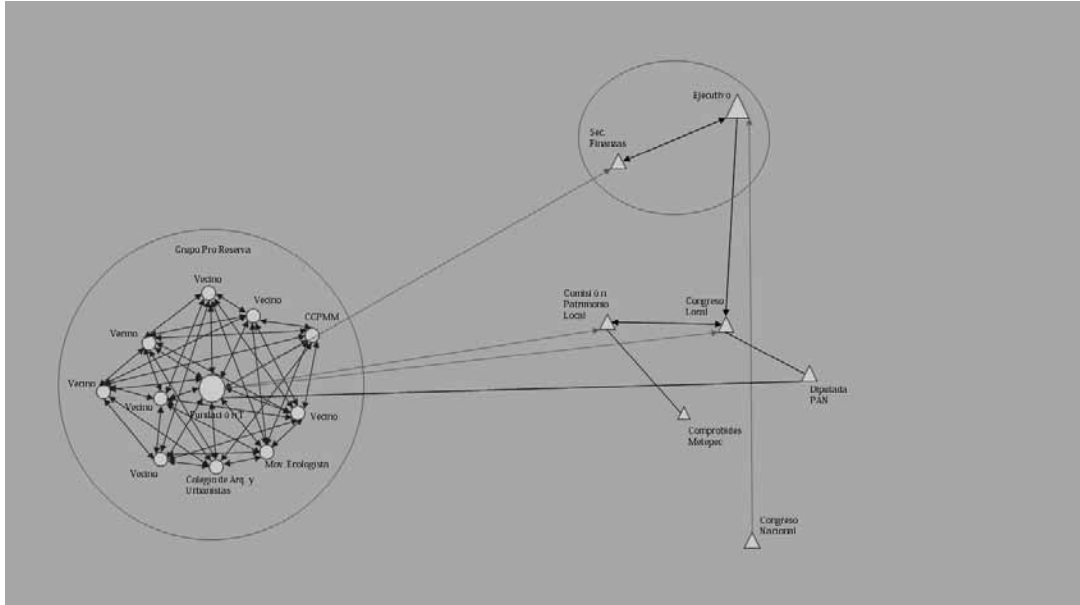 Ejecutivo
Sec.
Finanzas
Grupo Pro Reserva
Vecino
Vecino
CCPMM
Vecino
Comisión
Patrimonio
Local
Congreso
Local
Vecino
Vecino
Fundación T
Vecino
Diputada
PAN
Comprobides
Metepec
Vecino
Mov. Ecologista
Colegio de Arq. y
Urbanistas
Congreso
Nacional